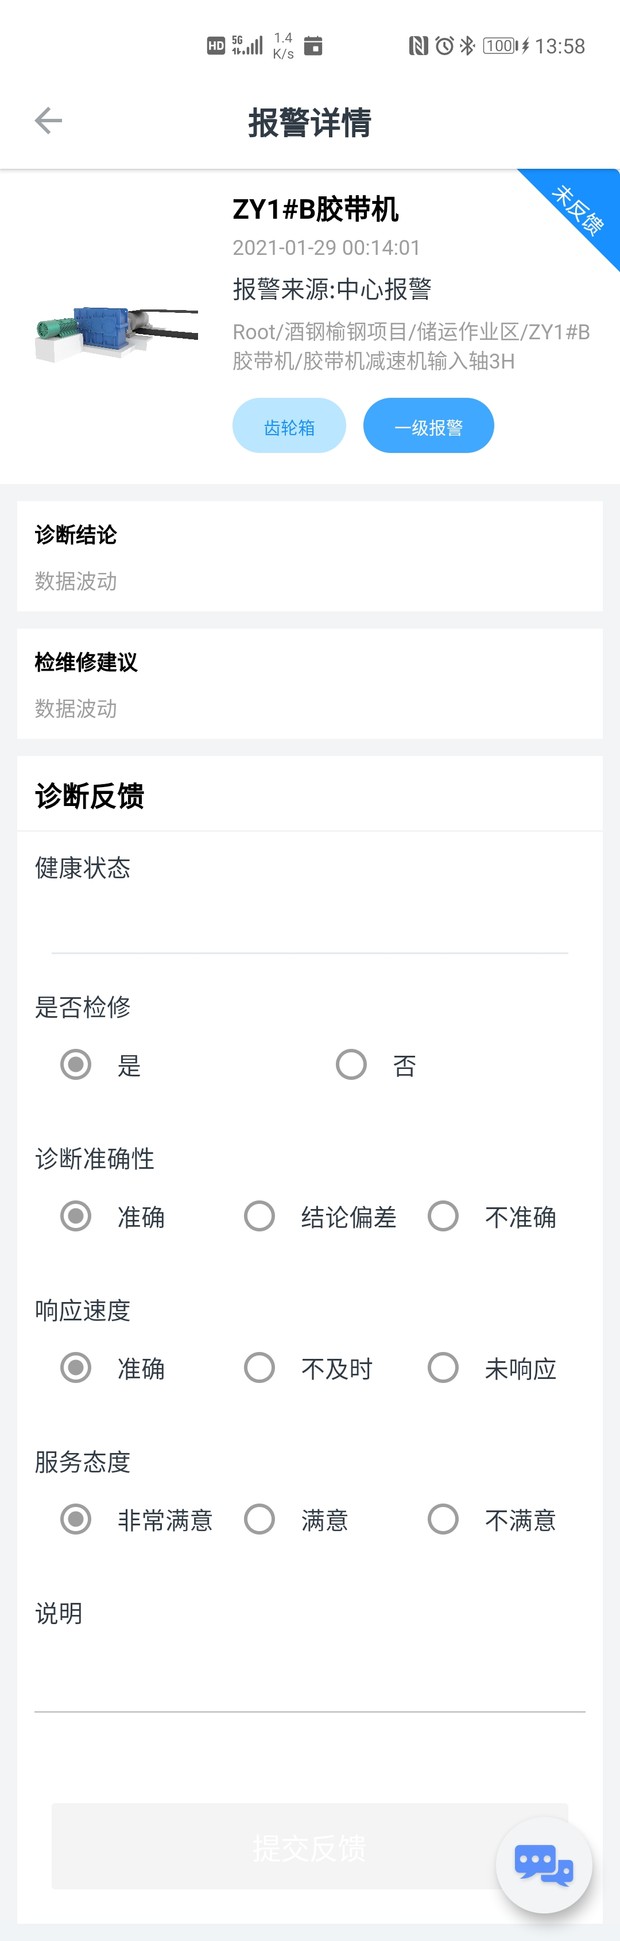 HD 5G 1.4 K/s 100 13:58
报警详情
ZY1#B胶带机
未反馈
2021-01-29 00:14:01
报警来源:中心报警
Root/酒钢榆钢项目/储运作业区/ZY1#B
胶带机/胶带机减速机输入轴3H
齿轮箱 一级报警
诊断结论
数据波动
检维修建议
数据波动
诊断反馈
健康状态
是否检修
是 否
诊断准确性
准确 结论偏差 不准确
响应速度
准确 不及时 未响应
服务态度
非常满意 满意 不满意
说明
提交反馈